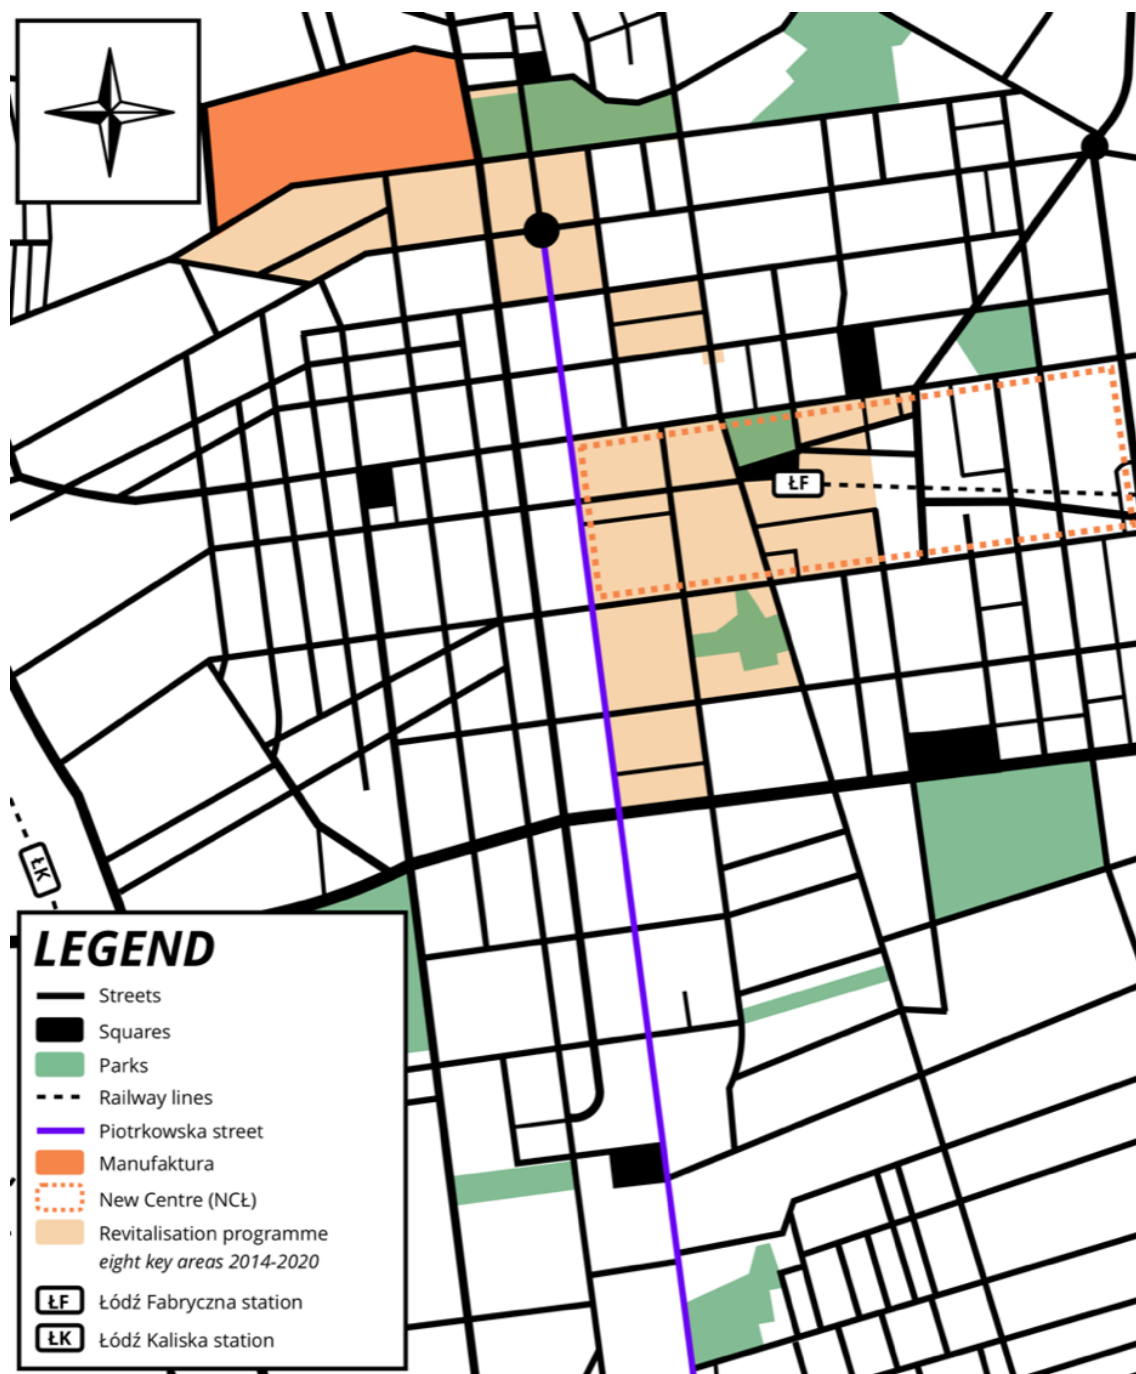 ŁF
ŁK
LEGEND
Streets
Squares
Parks
Railway lines
Piotrkowska street
Manufaktura
New Centre (NCŁ)
Revitalisation programme
eight key areas 2014-2020
ŁF Łódź Fabryczna station
ŁK Łódź Kaliska station